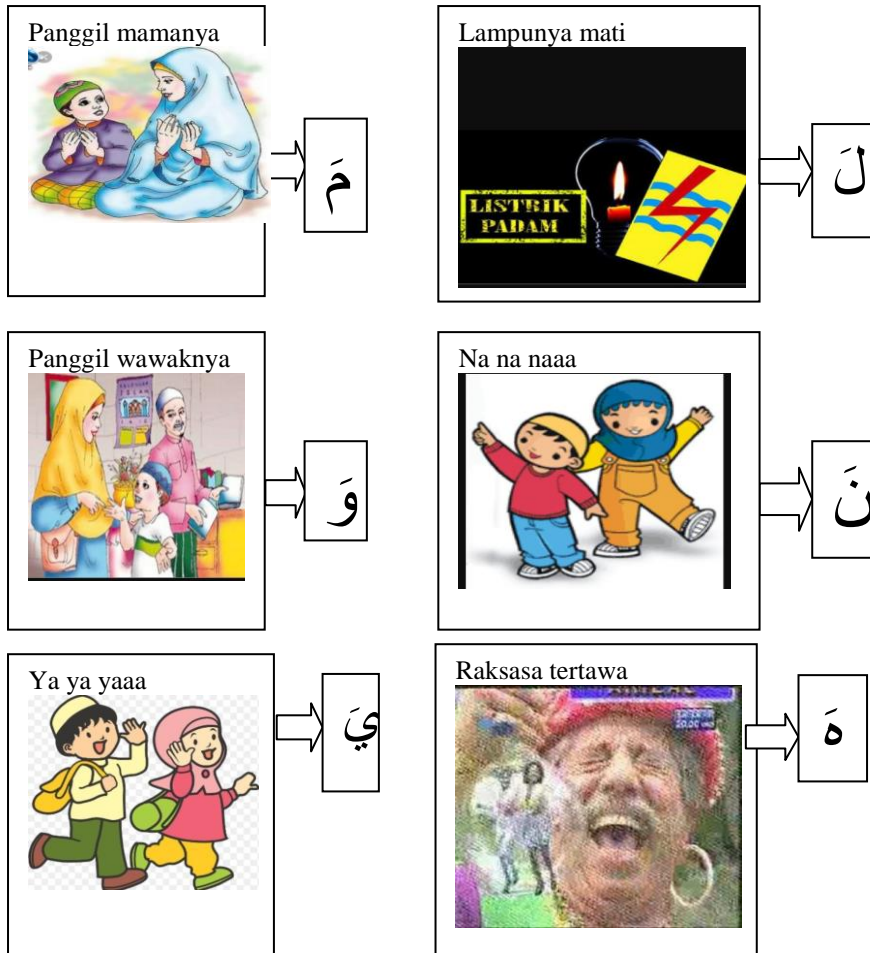 Panggil mamanya
مَ
Lampunya mati
LISTRIK
PADAM
لَ
Panggil wawaknya
وَ
Na na naaa
نَ
Ya ya yaaa
يَ
Raksasa tertawa
هَ